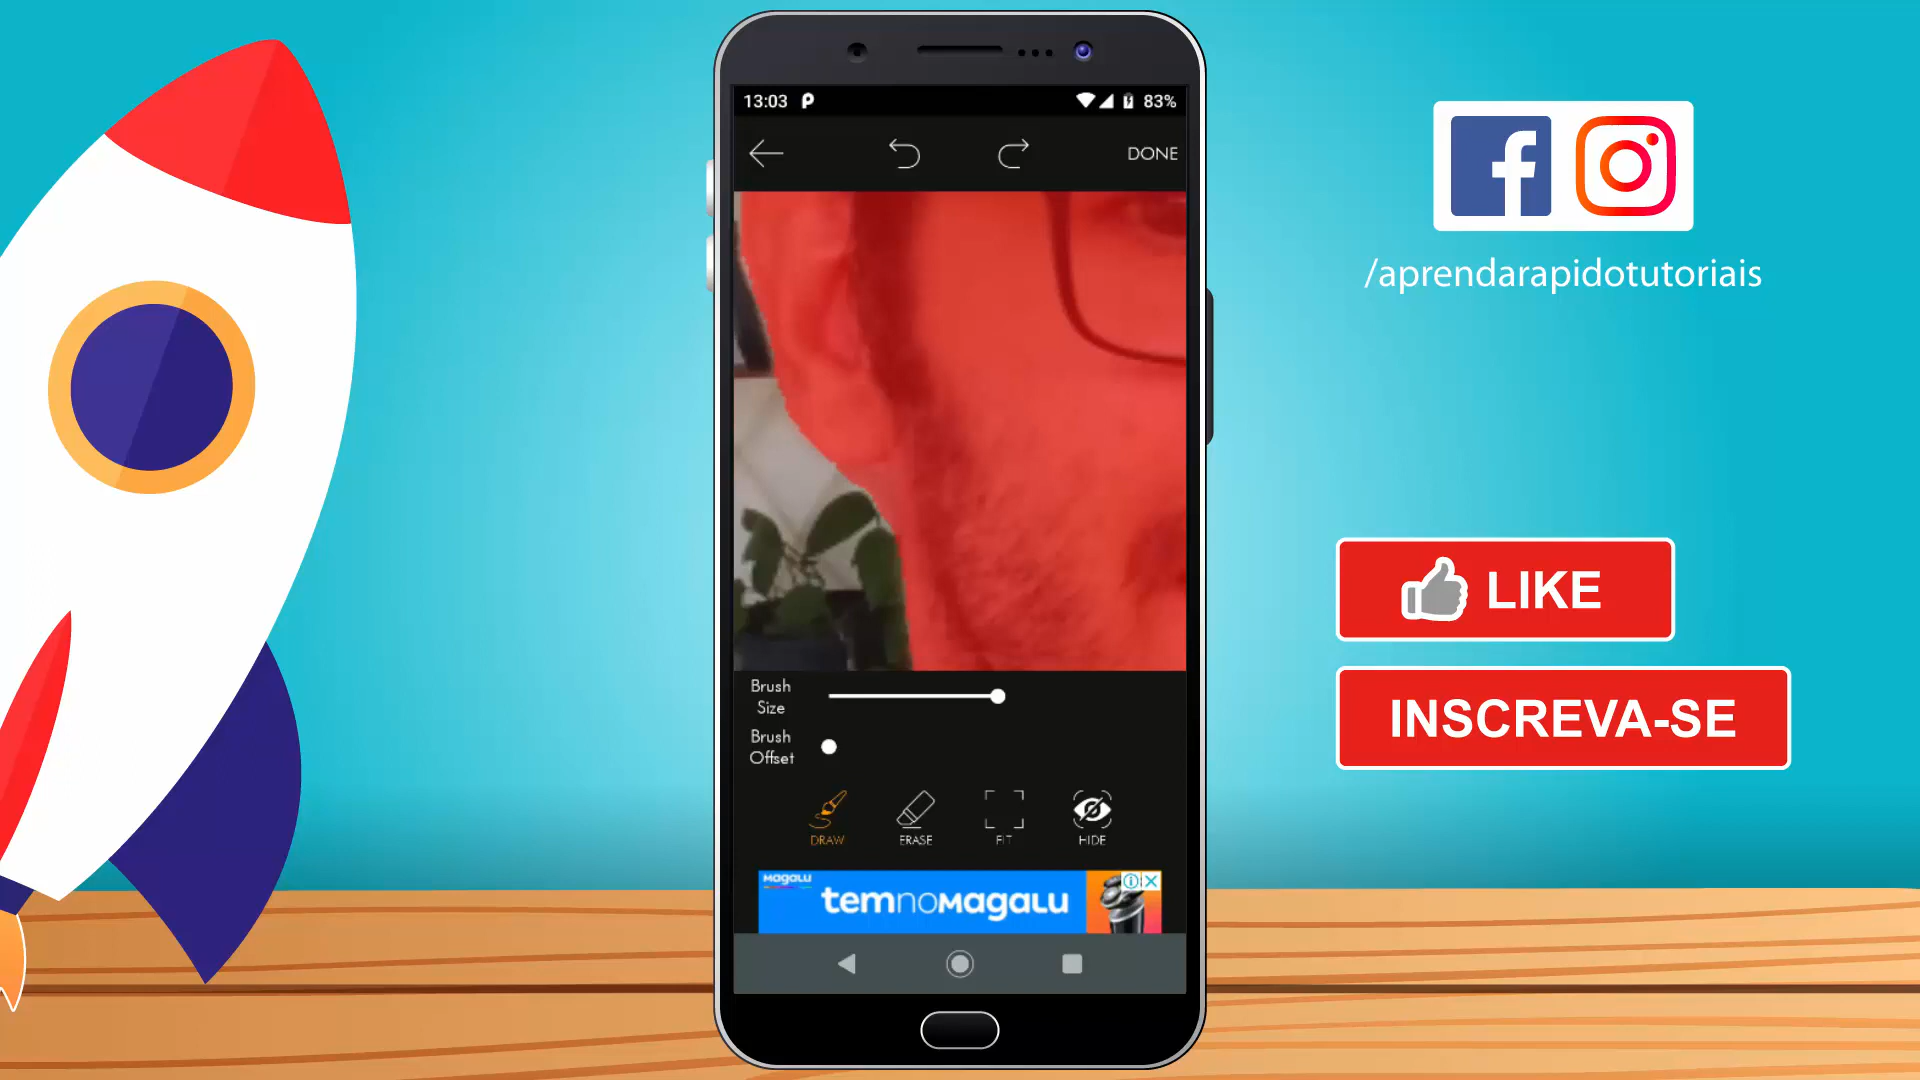 13:03
83%
DONE
/aprendarapidotutoriais
LIKE
INSCREVA-SE
Brush
Size
Brush
Offset
DRAW
ERASE
FIT
HIDE
MAGALU
temnoMAGALU